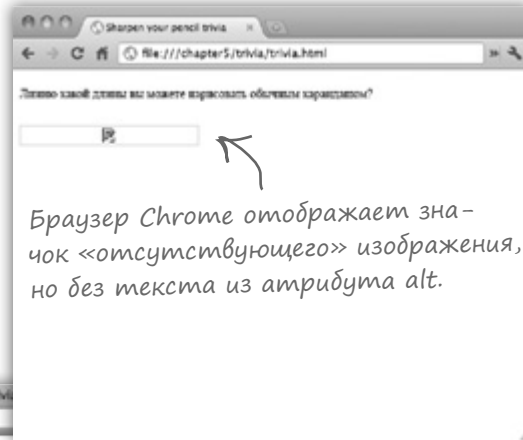 Sharpen your pencil trivia
file:///chapter5/trivia/trivia.html
Линию какой длины вы можете нарисовать обычным карандашом?
Браузер Chrome отображает зна-
чок «отсутствующего» изображения,
но без текста из атрибута alt.